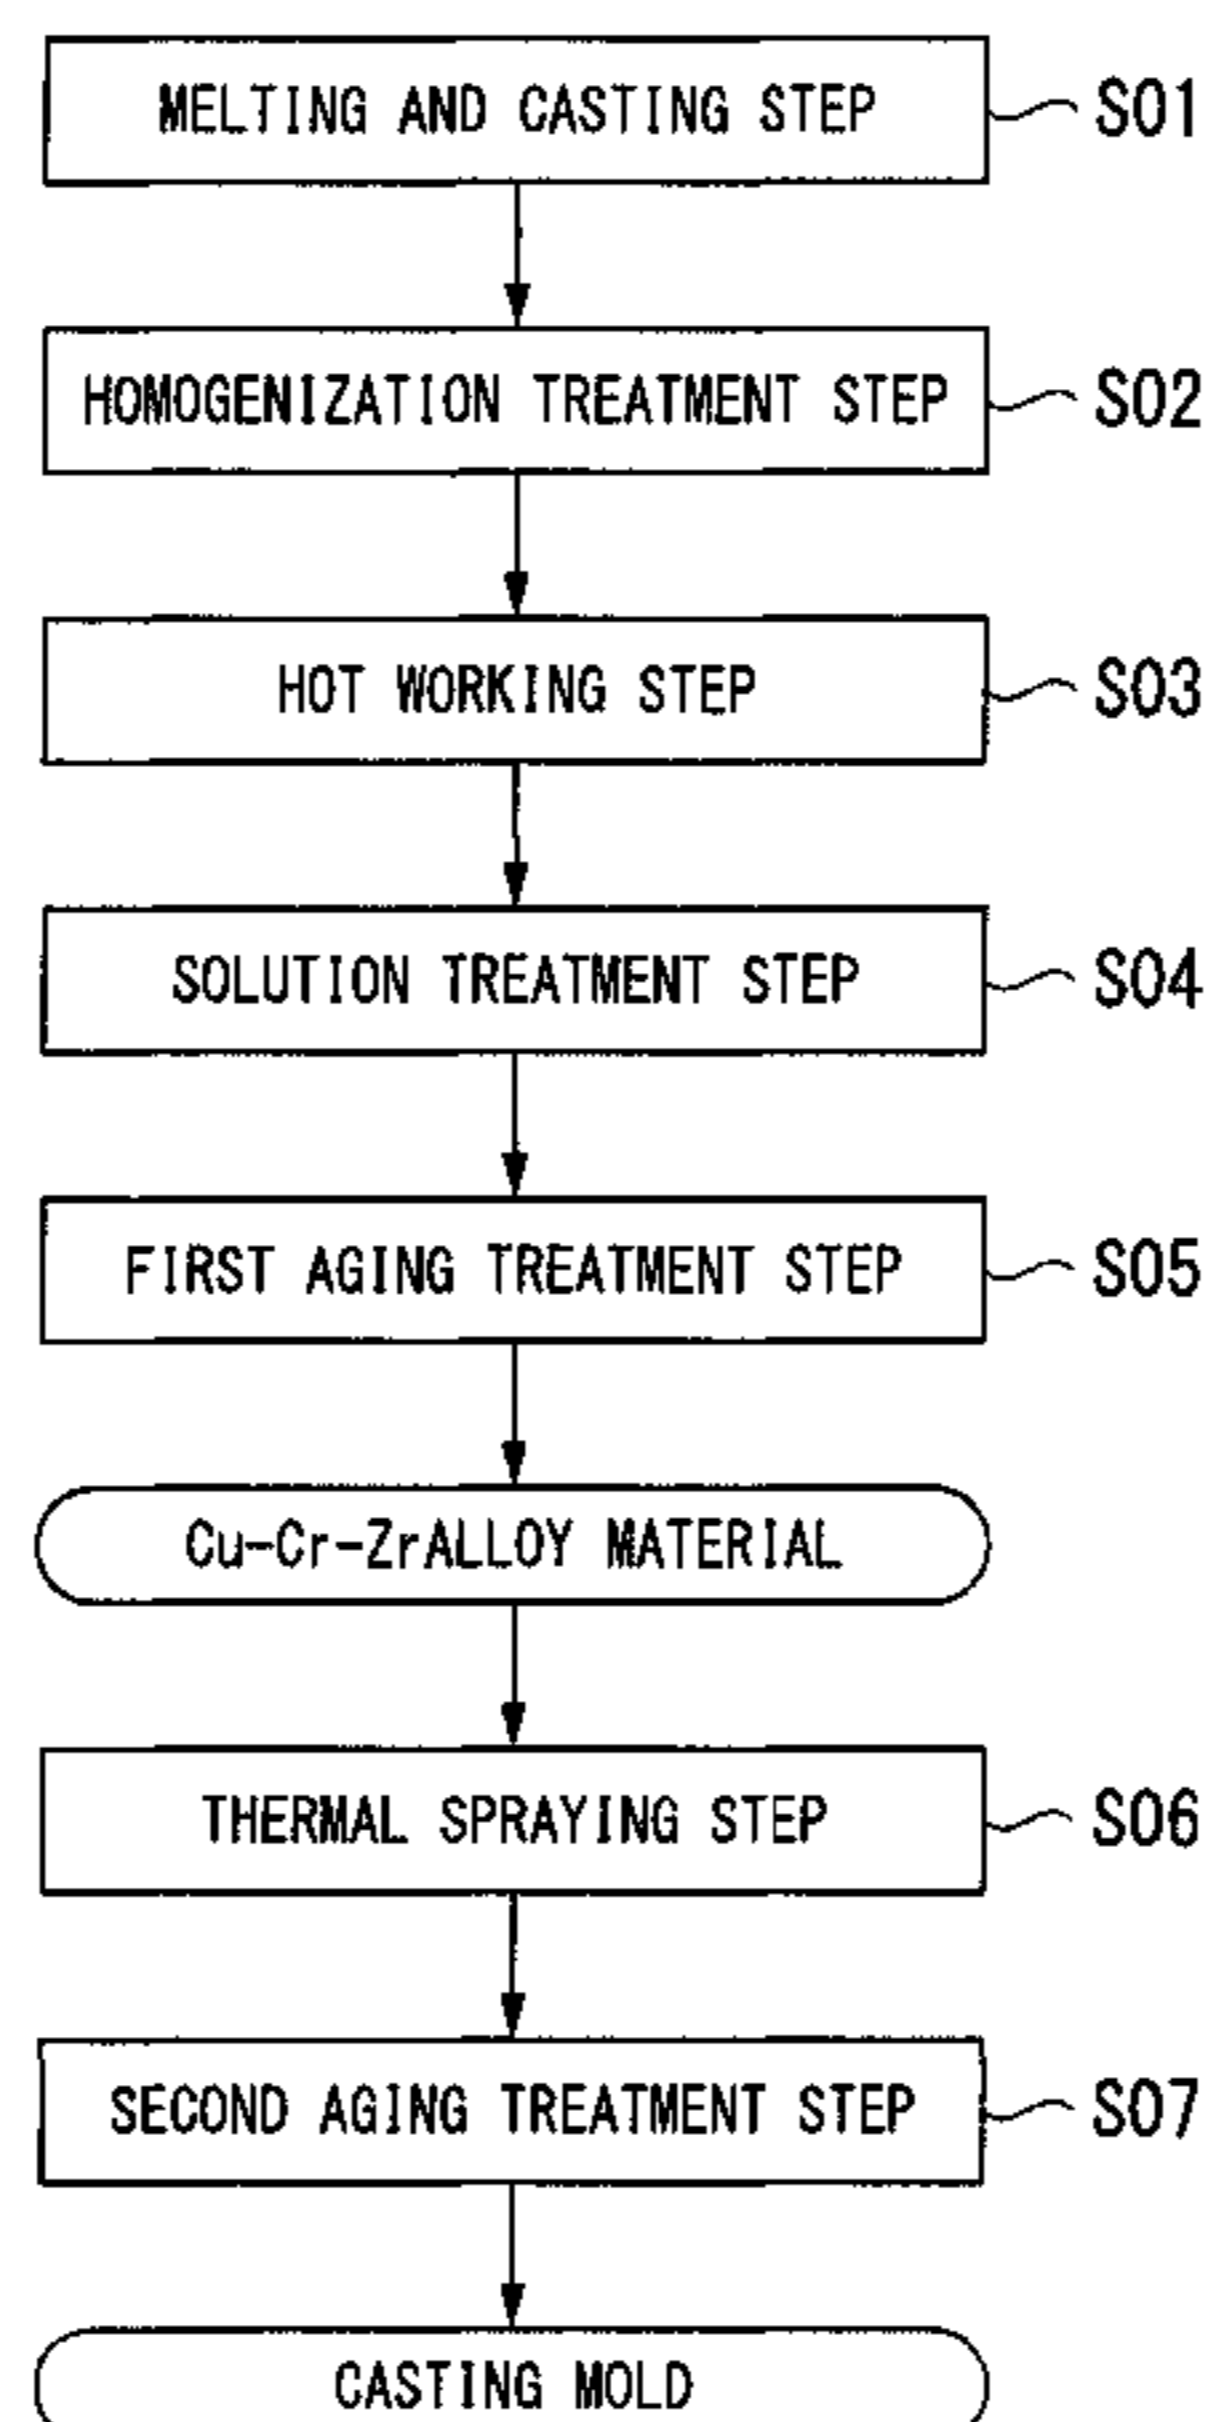 MELTING AND CASTING STEP S01
HOMOGENIZATION TREATMENT STEP S02
HOT WORKING STEP S03
SOLUTION TREATMENT STEP S04
FIRST AGING TREATMENT STEP S05
Cu-Cr-ZrALLOY MATERIAL
THERMAL SPRAYING STEP S06
SECOND AGING TREATMENT STEP S07
CASTING MOLD